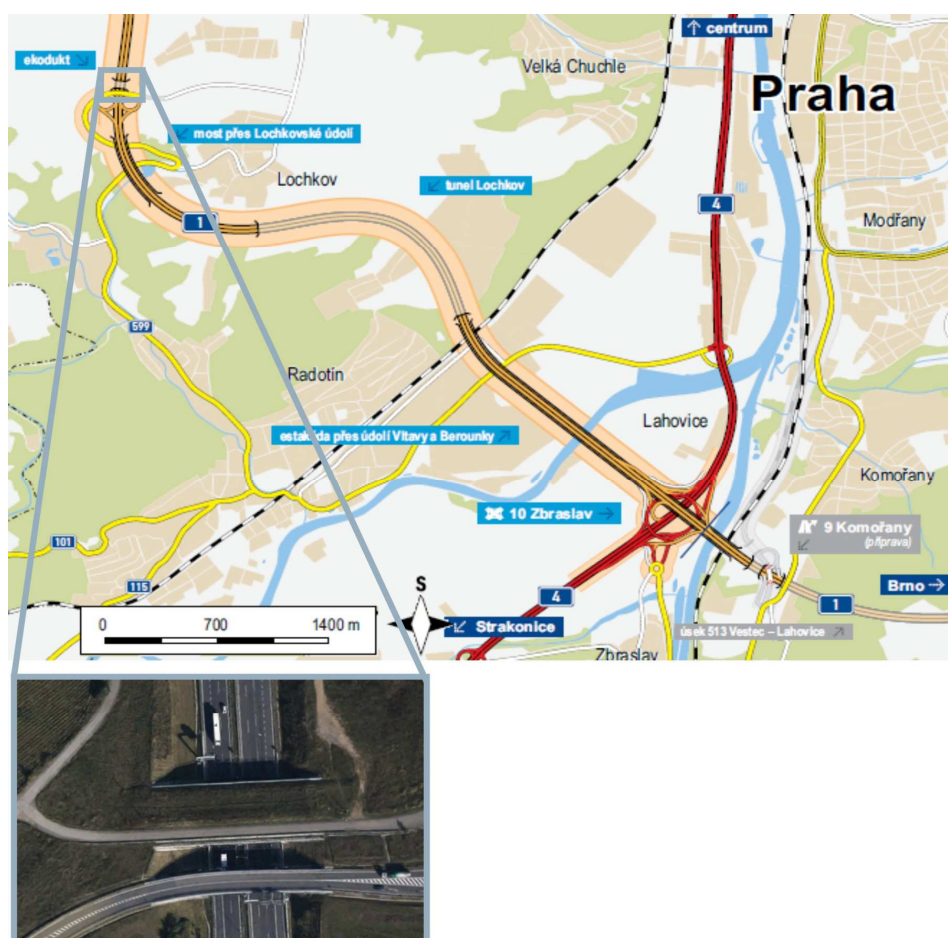 centrum
ekodukt
Velká Chuchle
Praha
most přes Lochkovské údolí
Lochkov
tunel Lochkov
1
4
Modřany
599
Radotín
Lahovice
estakáda přes údolí Vltavy a Berounky
Komořany
10 Zbraslav
9 Komořany
(příprava)
101
115
S
4
Brno
1
0 700 1400 m
Strakonice
úsek 513 Vestec – Lahovice
Zbraslav